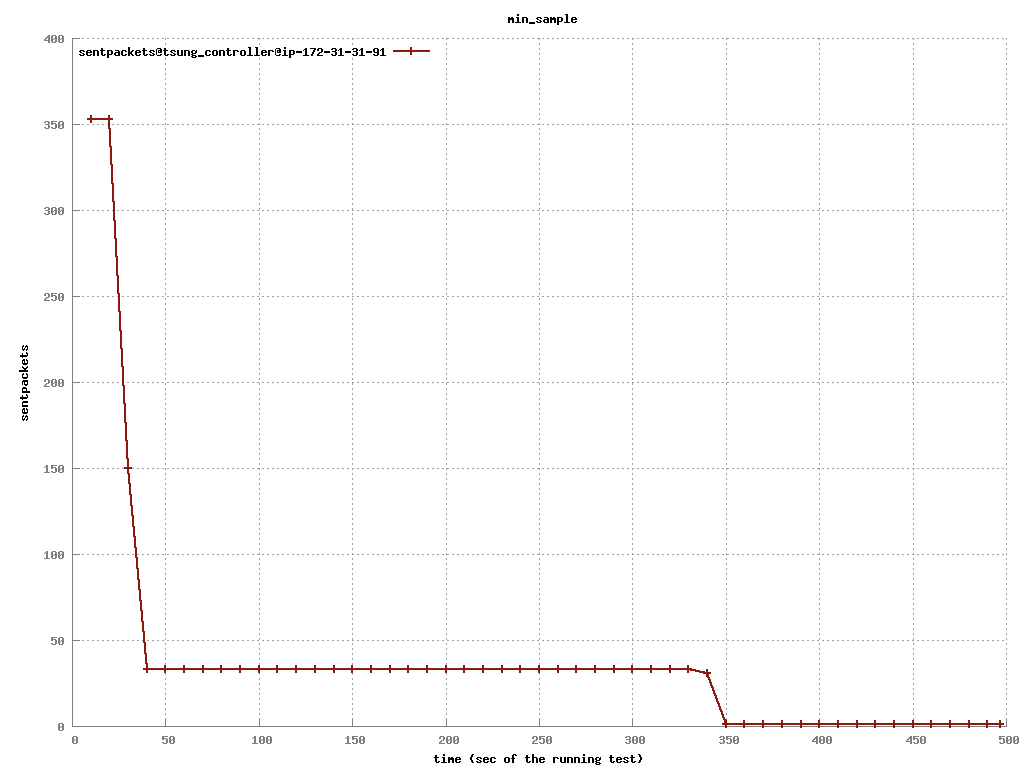 min_sample
400
sentpackets@tsung_controller@ip-172-31-31-91
350
300
250
200
150
100
50
0
sentpackets
0 50 100 150 200 250 300 350 400 450 500
time (sec of the running test)